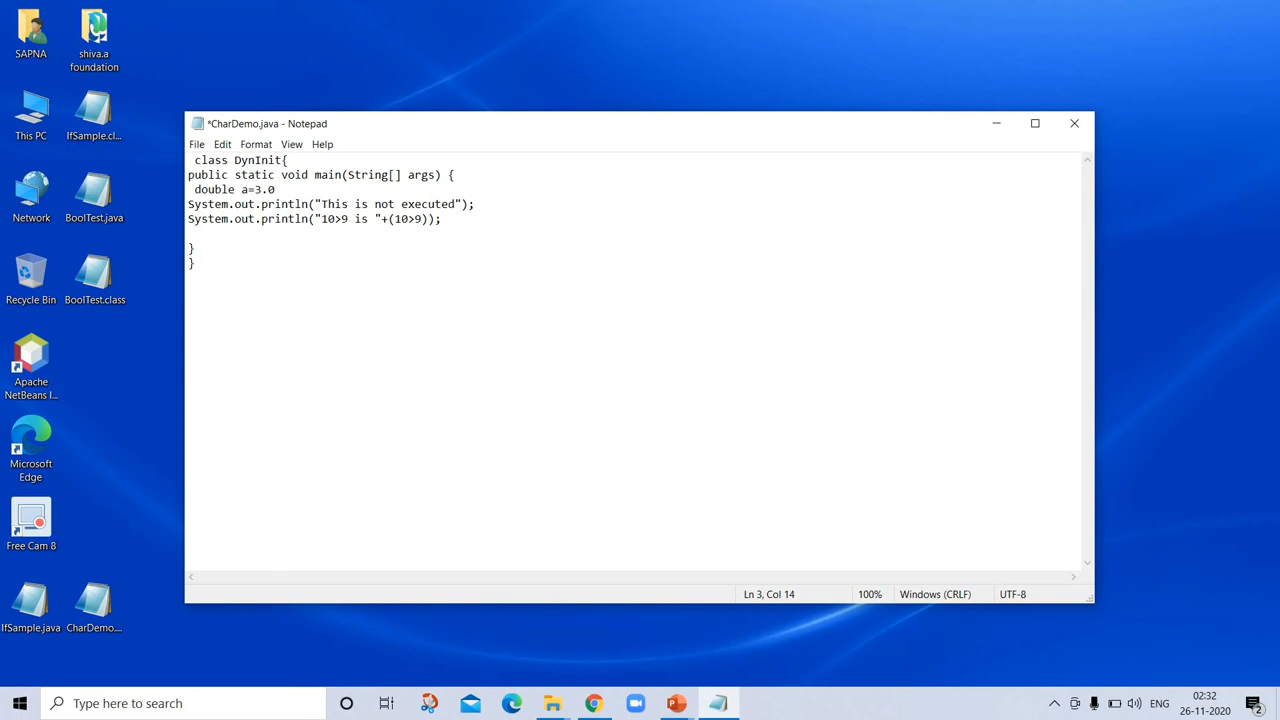 SAPNA
shiva.a
foundation
This PC
IfSample.cl...
Network
BoolTest.java
Recycle Bin
BoolTest.class
Apache
NetBeans I...
Microsoft
Edge
Free Cam 8
IfSample.java
CharDemo....
*CharDemo.java - Notepad
File Edit Format View Help
class DynInit{
public static void main(String[] args) {
double a=3.0
System.out.println("This is not executed");
System.out.println("10>9 is "+(10>9));
}
}
Ln 3, Col 14 100% Windows (CRLF) UTF-8
Type here to search
ENG
02:32
26-11-2020
2